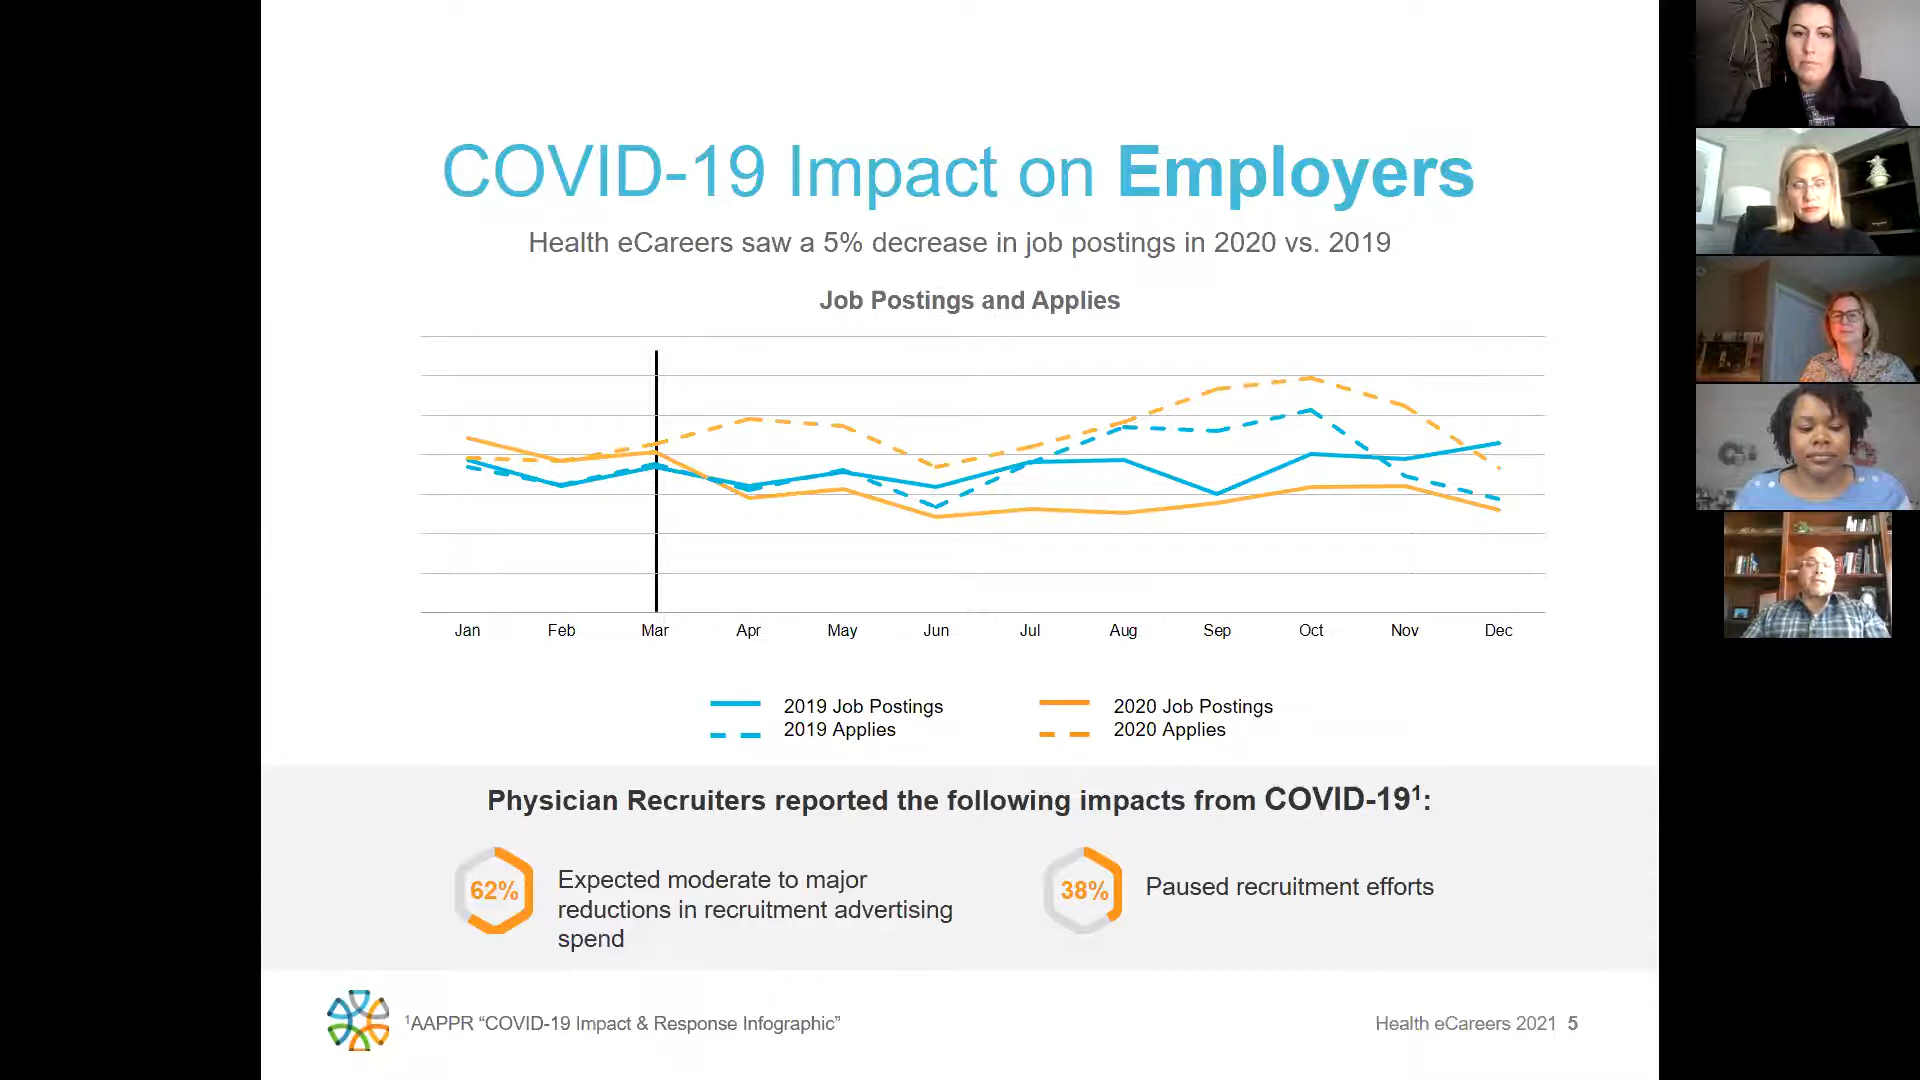 COVID-19 Impact on Employers
Health eCareers saw a 5% decrease in job postings in 2020 vs. 2019
Job Postings and Applies
Jan Feb Mar Apr May Jun Jul Aug Sep Oct Nov Dec
2019 Job Postings
2019 Applies
2020 Job Postings
2020 Applies
Physician Recruiters reported the following impacts from COVID-19¹:
62%
Expected moderate to major
reductions in recruitment advertising
spend
38%
Paused recruitment efforts
¹AAPPR “COVID-19 Impact & Response Infographic”
Health eCareers 2021 5